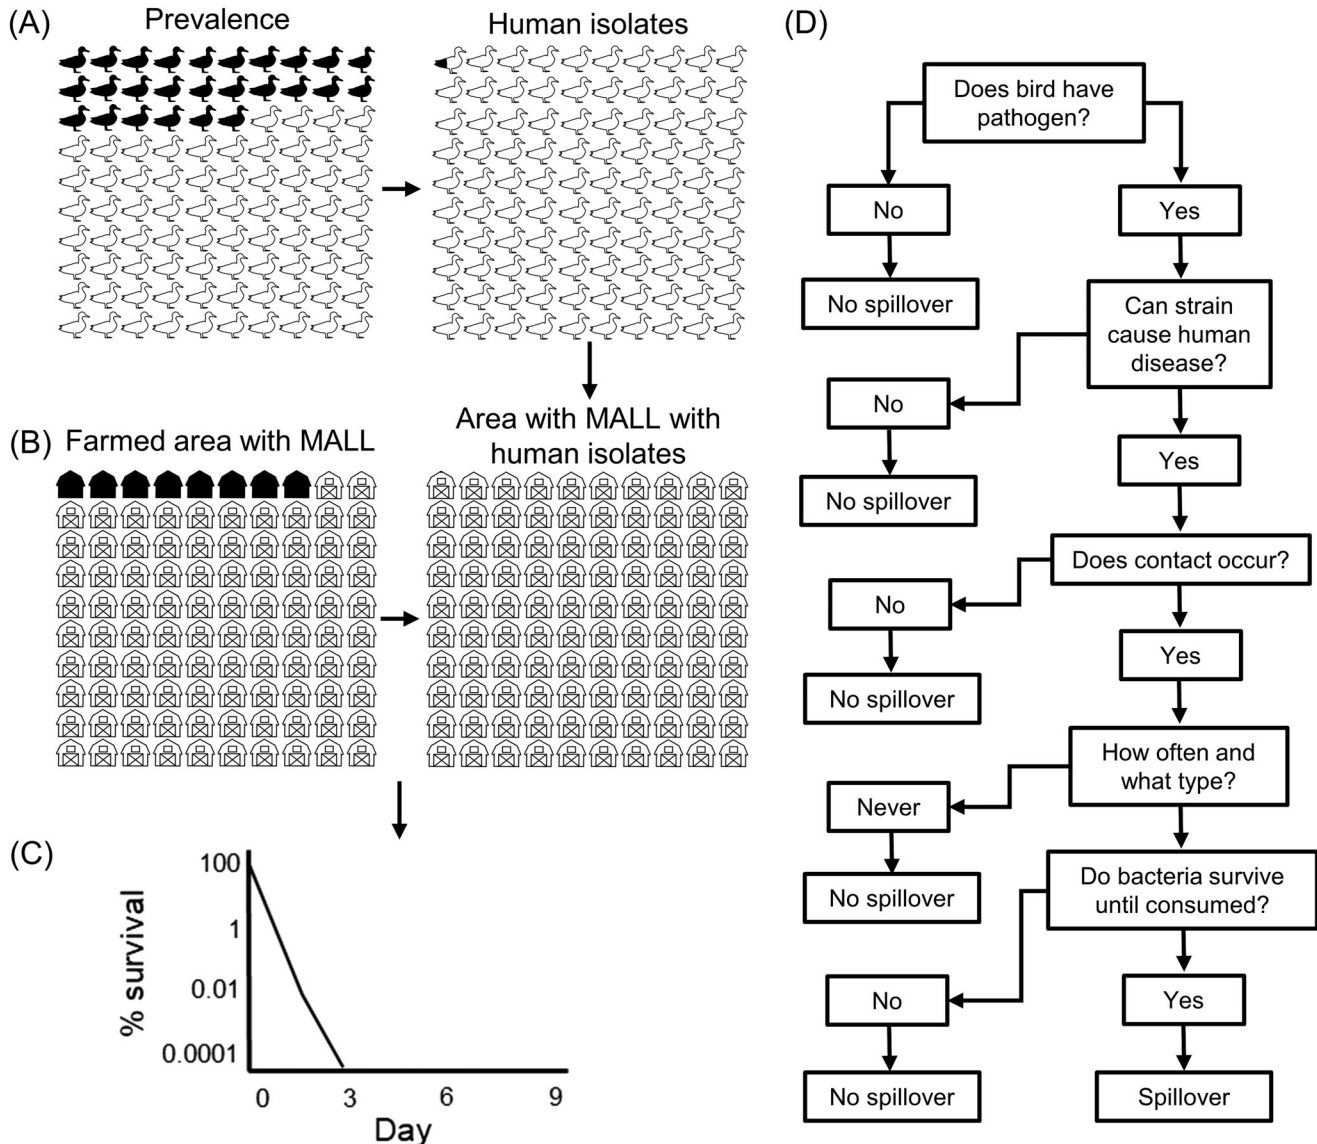 (A)
Prevalence
Human isolates
(B)
Farmed area with MALL
Area with MALL with
human isolates
(C)
% survival
100
1
0.01
0.0001
0
3
6
9
Day
(D)
Does bird have
pathogen?
No
Yes
No spillover
Can strain
cause human
disease?
No
Yes
No spillover
Does contact occur?
No
Yes
No spillover
How often and
what type?
Never
No spillover
Do bacteria survive
until consumed?
No
Yes
No spillover
Spillover